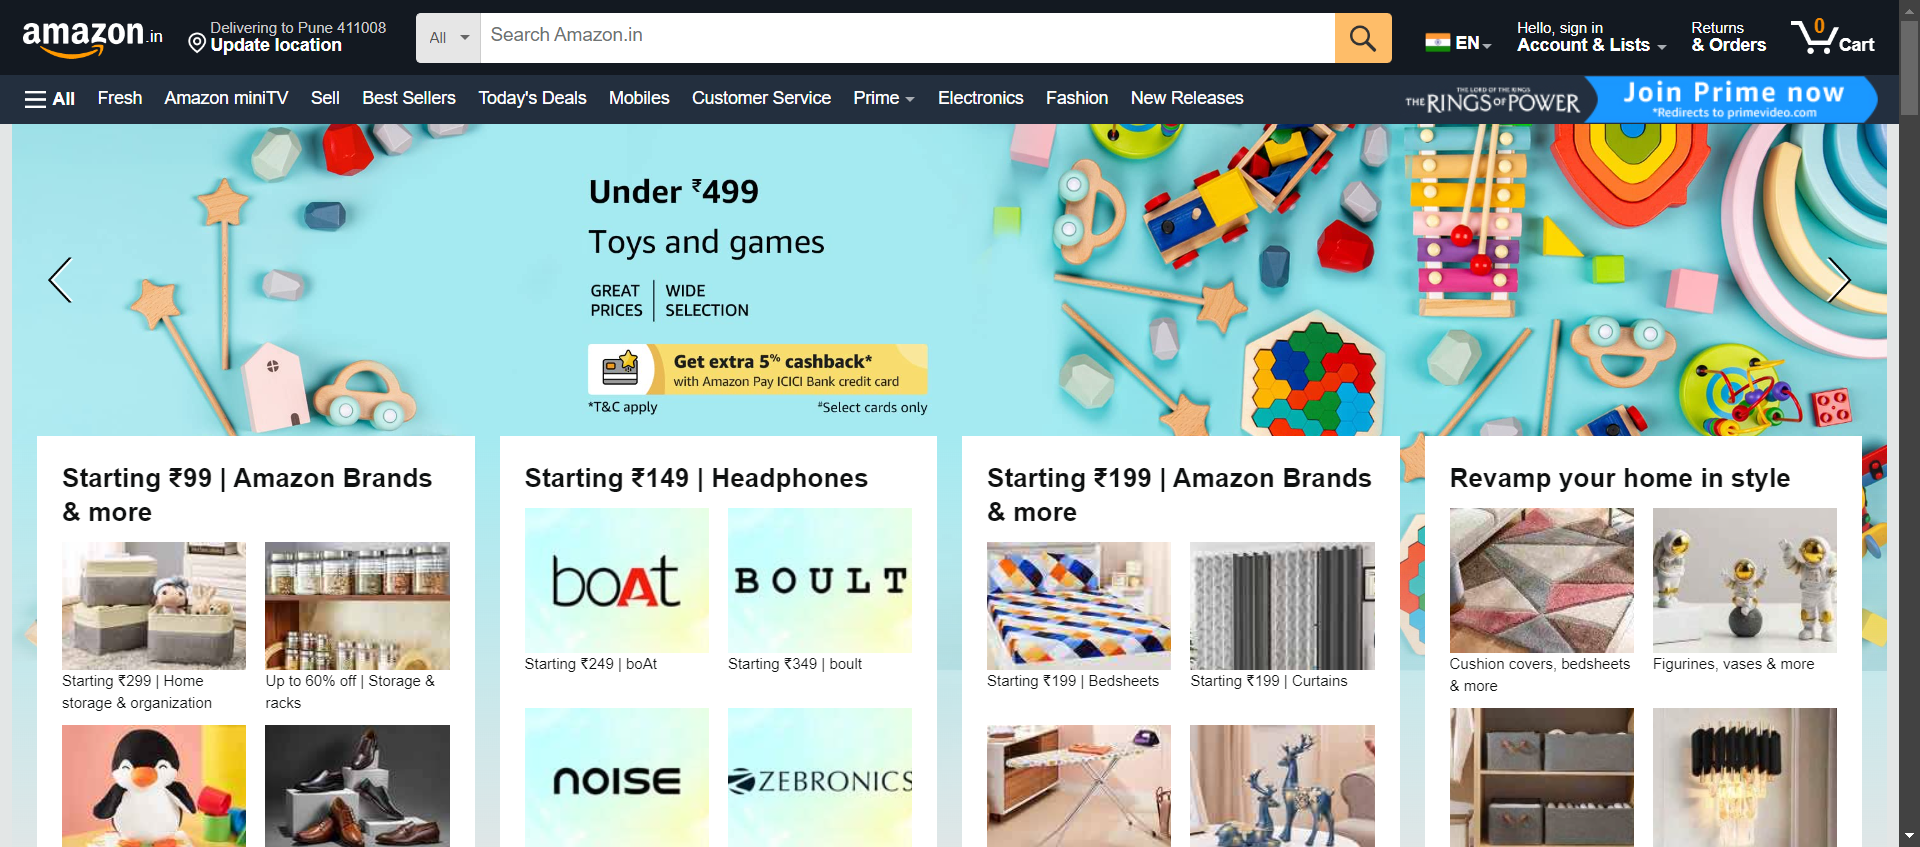 amazon.in
Delivering to Pune 411008
Update location
All
Search Amazon.in
EN
Hello, sign in
Account & Lists
Returns
& Orders
0
Cart
All
Fresh
Amazon miniTV
Sell
Best Sellers
Today's Deals
Mobiles
Customer Service
Prime
Electronics
Fashion
New Releases
THE LORD OF THE RINGS
THE RINGS OF POWER
Join Prime now
*Redirects to primevideo.com
Under ₹499
Toys and games
GREAT PRICES
WIDE SELECTION
Get extra 5% cashback*
with Amazon Pay ICICI Bank credit card
*T&C apply
#Select cards only
Starting ₹99 | Amazon Brands
& more
Starting ₹299 | Home
storage & organization
Up to 60% off | Storage &
racks
Starting ₹149 | Headphones
boAt
BOULT
Starting ₹249 | boAt
Starting ₹349 | boult
noise
ZEBRONICS
Starting ₹199 | Amazon Brands
& more
Starting ₹199 | Bedsheets
Starting ₹199 | Curtains
Revamp your home in style
Cushion covers, bedsheets
& more
Figurines, vases & more